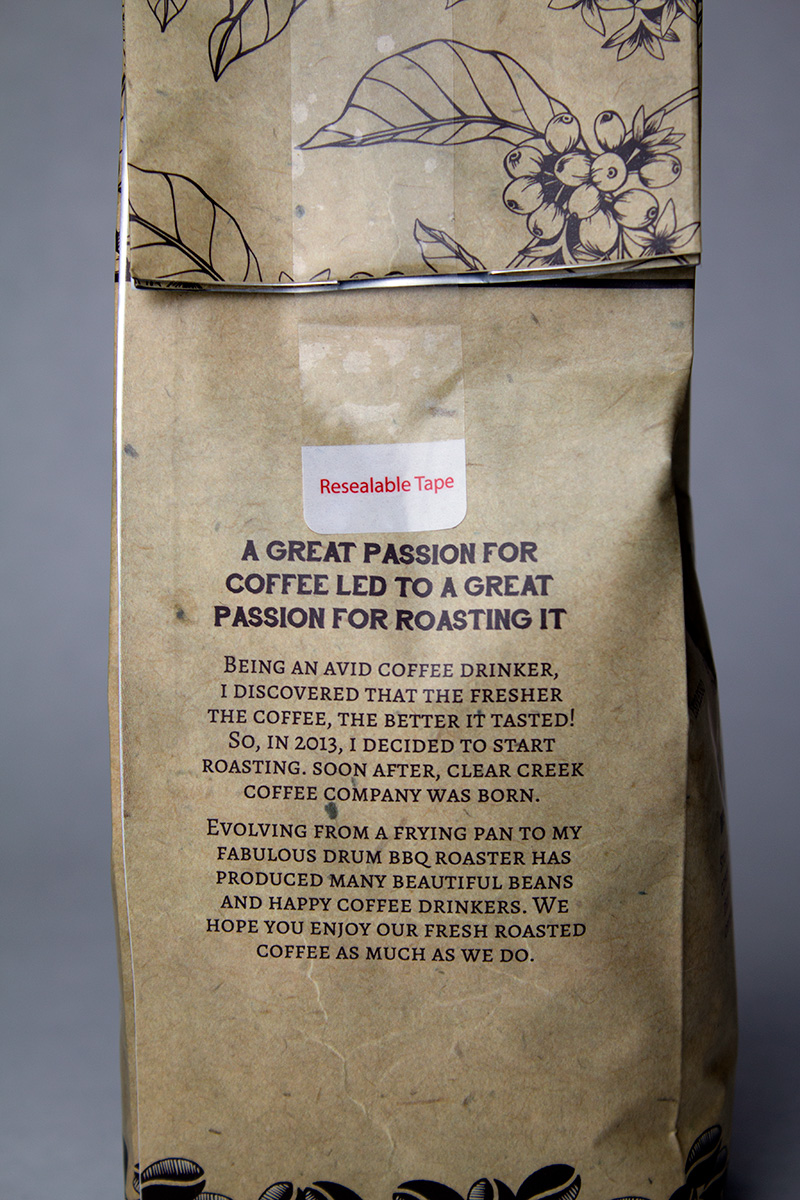 Resealable Tape
A GREAT PASSION FOR
COFFEE LED TO A GREAT
PASSION FOR ROASTING IT
BEING AN AVID COFFEE DRINKER,
I DISCOVERED THAT THE FRESHER
THE COFFEE, THE BETTER IT TASTED!
SO, IN 2013, I DECIDED TO START
ROASTING. SOON AFTER, CLEAR CREEK
COFFEE COMPANY WAS BORN.
EVOLVING FROM A FRYING PAN TO MY
FABULOUS DRUM BBQ ROASTER HAS
PRODUCED MANY BEAUTIFUL BEANS
AND HAPPY COFFEE DRINKERS. WE
HOPE YOU ENJOY OUR FRESH ROASTED
COFFEE AS MUCH AS WE DO.